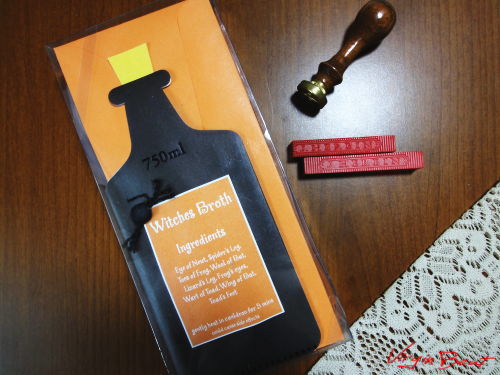 750ml
Witches Broth
Ingredients
Eye of Newt, Spider's Leg,
Toe of Frog, Wool of Bat,
Lizard's Leg, Frog's eyes,
Wart of Toad, Wing of Bat,
Toad's Foot
gently heat in cauldron for 5 mins